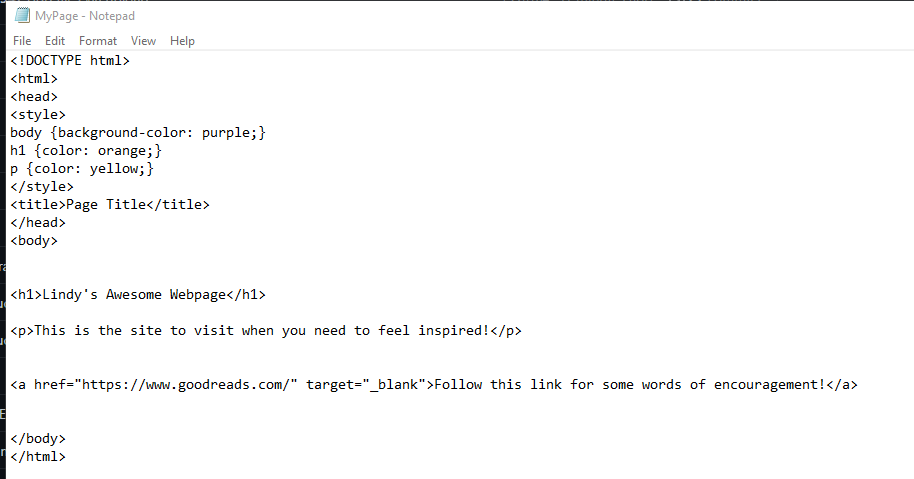 MyPage - Notepad
File Edit Format View Help
<!DOCTYPE html>
<html>
<head>
<style>
body {background-color: purple;}
h1 {color: orange;}
p {color: yellow;}
</style>
<title>Page Title</title>
</head>
<body>
<h1>Lindy's Awesome Webpage</h1>
<p>This is the site to visit when you need to feel inspired!</p>
<a href="https://www.goodreads.com/" target="_blank">Follow this link for some words of encouragement!</a>
</body>
</html>